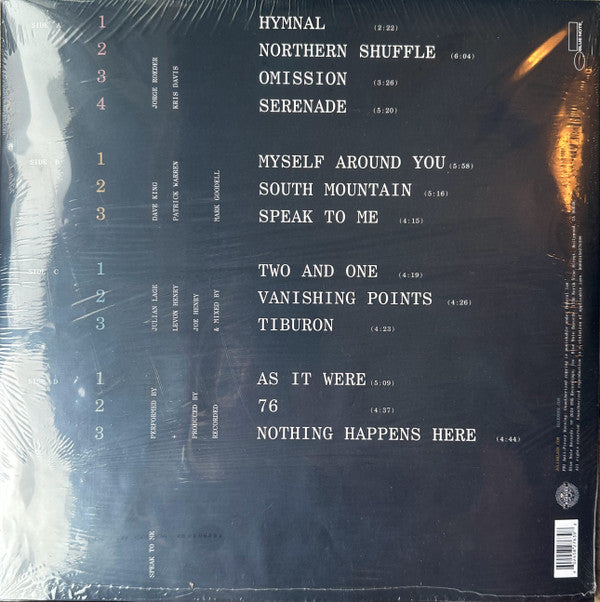 SIDE A
1 HYMNAL (2:22)
2 NORTHERN SHUFFLE (6:04)
3 OMISSION (3:26)
4 SERENADE (5:20)
SIDE B
1 MYSELF AROUND YOU (5:58)
2 SOUTH MOUNTAIN (5:16)
3 SPEAK TO ME (4:15)
SIDE C
1 TWO AND ONE (4:19)
2 VANISHING POINTS (4:26)
3 TIBURON (4:23)
SIDE D
1 AS IT WERE (5:09)
2 76 (4:37)
3 NOTHING HAPPENS HERE (4:44)
PERFORMED BY JULIAN LAGE DAVE KING JORGE ROEDER
+ LEVON HENRY PATRICK WARREN KRIS DAVIS
PRODUCED BY JOE HENRY
RECORDED & MIXED BY MARK GOODELL
SPEAK TO ME
BLUE NOTE